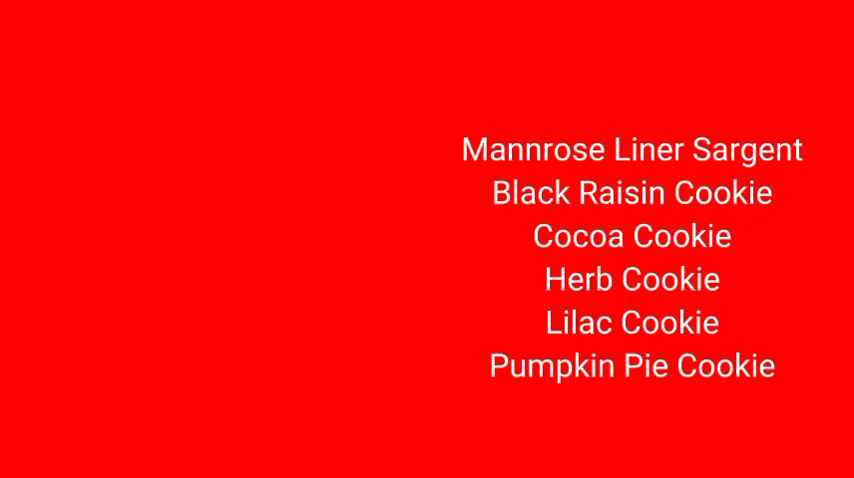 Mannrose Liner Sargent
Black Raisin Cookie
Cocoa Cookie
Herb Cookie
Lilac Cookie
Pumpkin Pie Cookie